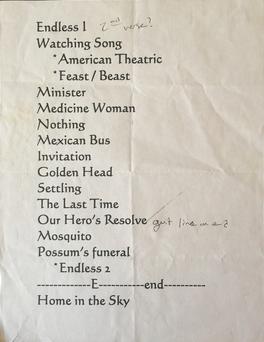 Endless 1 2nd verse?
Watching Song
*American Theatric
*Feast / Beast
Minister
Medicine Woman
Nothing
Mexican Bus
Invitation
Golden Head
Settling
The Last Time
Our Hero's Resolve line
Mosquito
Possum's funeral
*Endless 2
-------------E-----------end----------
Home in the Sky